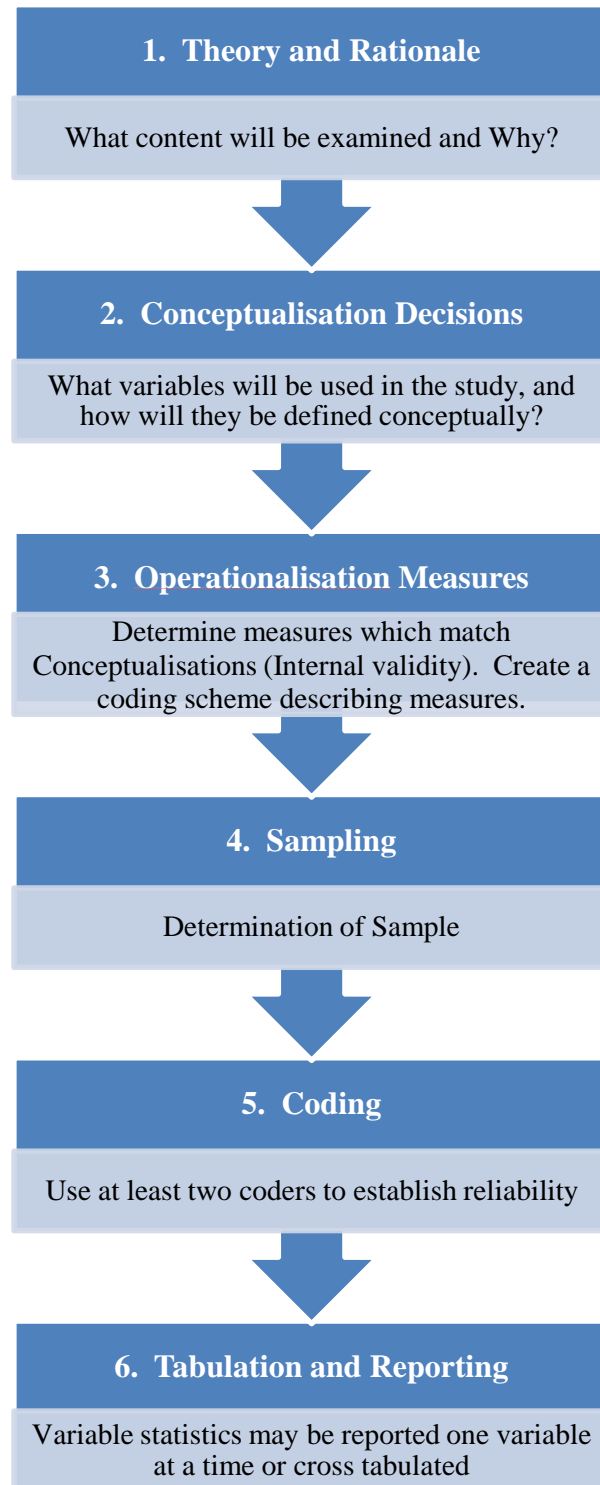 1. Theory and Rationale
What content will be examined and Why?
2. Conceptualisation Decisions
What variables will be used in the study, and
how will they be defined conceptually?
3. Operationalisation Measures
Determine measures which match
Conceptualisations (Internal validity). Create a
coding scheme describing measures.
4. Sampling
Determination of Sample
5. Coding
Use at least two coders to establish reliability
6. Tabulation and Reporting
Variable statistics may be reported one variable
at a time or cross tabulated